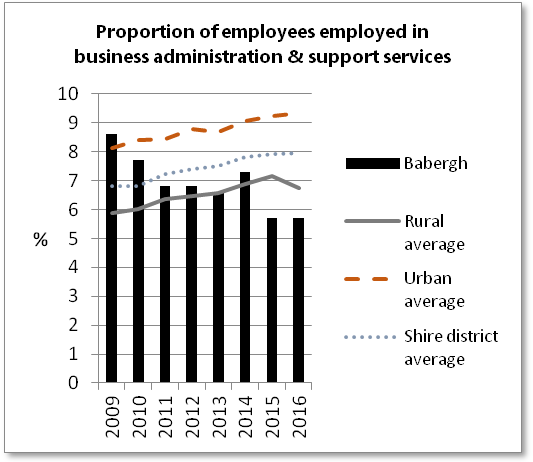 Proportion of employees employed in
business administration & support services
10
9
8
7
6
5
4
3
2
1
0
%
2009
2010
2011
2012
2013
2014
2015
2016
Babergh
Rural
average
Urban
average
Shire district
average